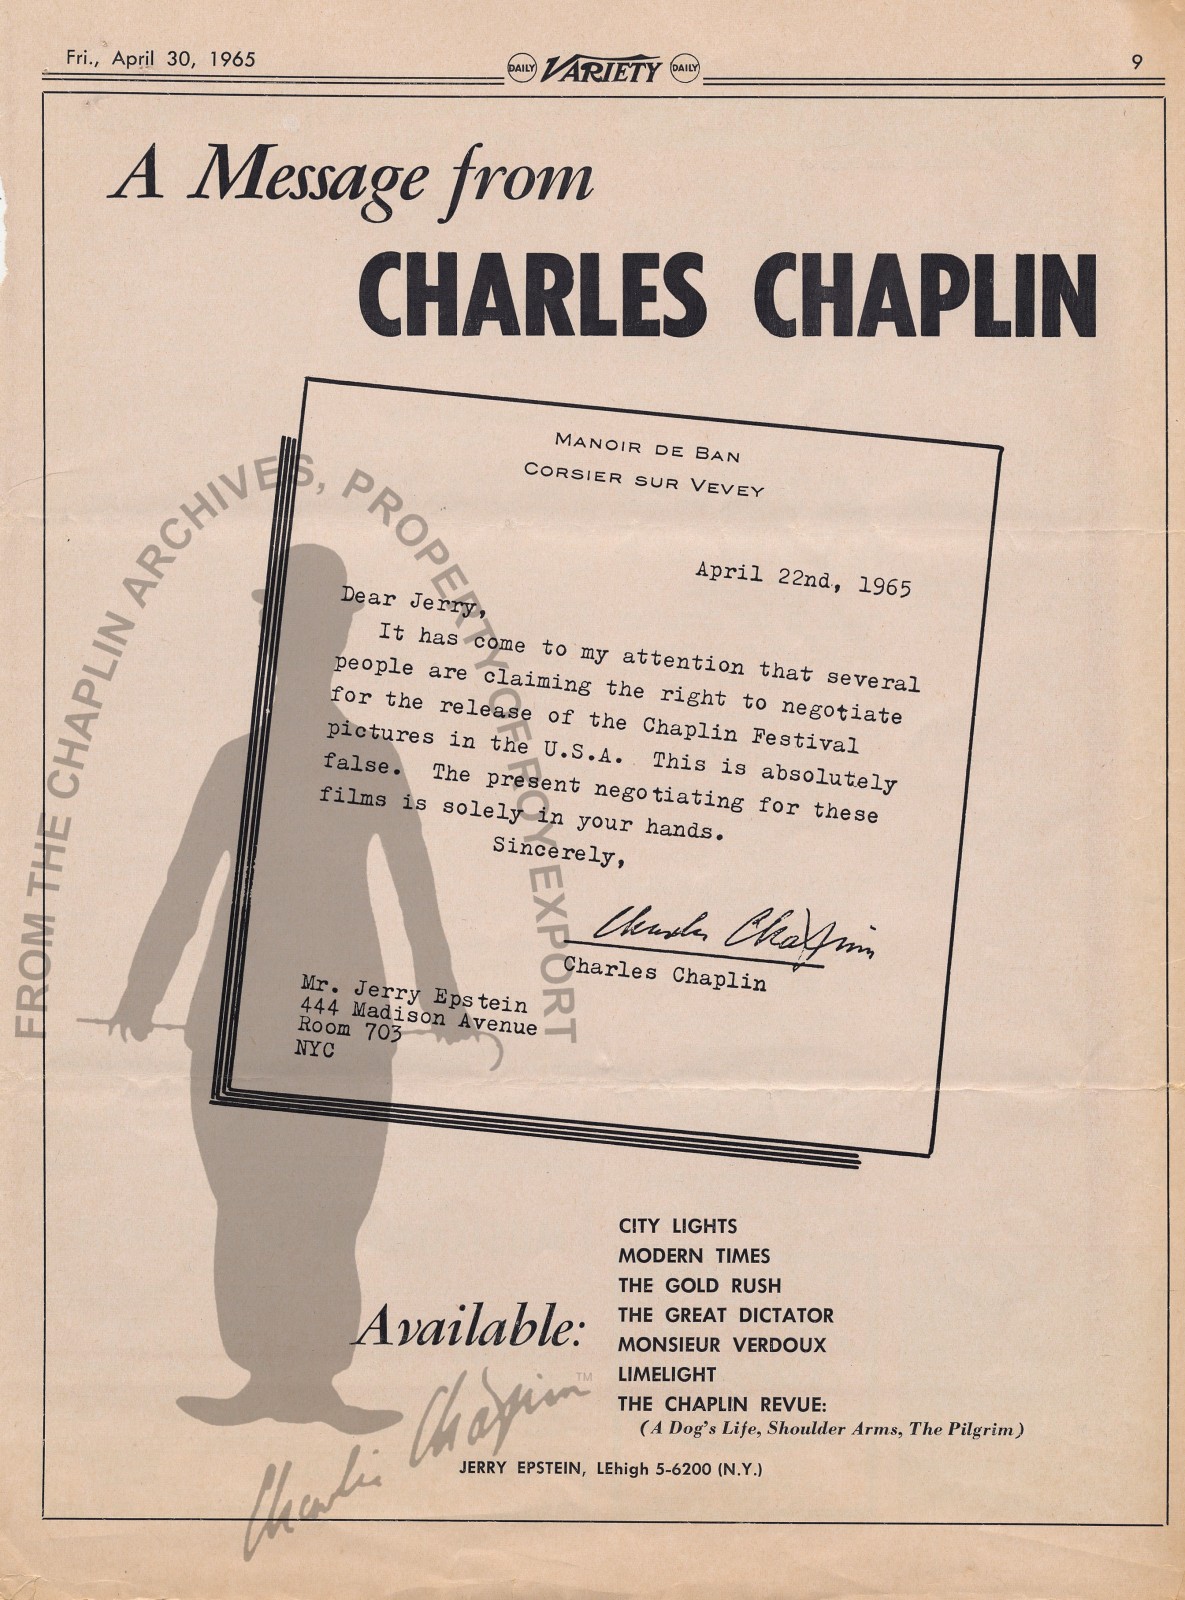 Fri., April 30, 1965
DAILY VARIETY DAILY
9
A Message from
CHARLES CHAPLIN
MANOIR DE BAN
CORSIER SUR VEVEY
April 22nd, 1965
Dear Jerry,
It has come to my attention that several
people are claiming the right to negotiate
for the release of the Chaplin Festival
pictures in the U.S.A. This is absolutely
false. The present negotiating for these
films is solely in your hands.
Sincerely,
Charles Chaplin
Charles Chaplin
Mr. Jerry Epstein
444 Madison Avenue
Room 703
NYC
FROM THE CHAPLIN ARCHIVES, PROPERTY OF ROY EXPORT
Available:
CITY LIGHTS
MODERN TIMES
THE GOLD RUSH
THE GREAT DICTATOR
MONSIEUR VERDOUX
LIMELIGHT
THE CHAPLIN REVUE:
(A Dog's Life, Shoulder Arms, The Pilgrim)
Charlie Chaplin TM
JERRY EPSTEIN, LEhigh 5-6200 (N.Y.)